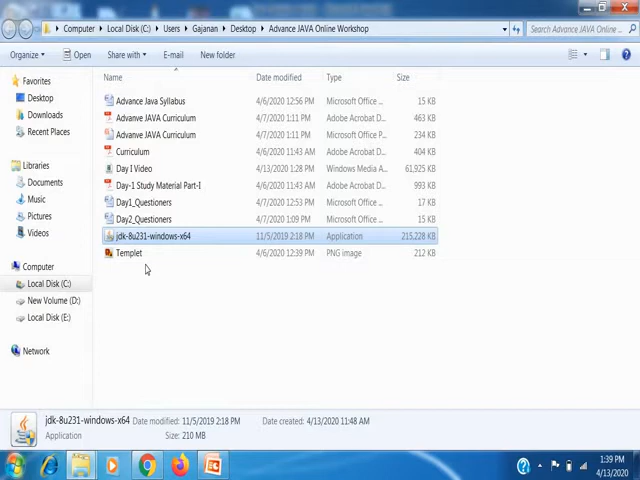 Computer ▸ Local Disk (C:) ▸ Users ▸ Gajanan ▸ Desktop ▸ Advance JAVA Online Workshop
Search Advance JAVA Online ...
Organize Open Share with E-mail New folder
Name Date modified Type Size
Favorites
Desktop
Downloads
Recent Places
Libraries
Documents
Music
Pictures
Videos
Computer
Local Disk (C:)
New Volume (D:)
Local Disk (E:)
Network
Advance Java Syllabus 4/6/2020 12:56 PM Microsoft Office ... 15 KB
Advanve JAVA Curriculum 4/7/2020 1:11 PM Adobe Acrobat D... 463 KB
Advanve JAVA Curriculum 4/7/2020 1:11 PM Microsoft Office P... 234 KB
Curriculum 4/6/2020 11:43 AM Adobe Acrobat D... 404 KB
Day I Video 4/13/2020 1:28 PM Windows Media A... 61,925 KB
Day-1 Study Material Part-I 4/6/2020 11:43 AM Adobe Acrobat D... 993 KB
Day1_Questioners 4/7/2020 12:53 PM Microsoft Office ... 17 KB
Day2_Questioners 4/7/2020 1:09 PM Microsoft Office ... 15 KB
jdk-8u231-windows-x64 11/5/2019 2:18 PM Application 215,228 KB
Templet 4/6/2020 12:39 PM PNG image 212 KB
jdk-8u231-windows-x64 Date modified: 11/5/2019 2:18 PM Date created: 4/13/2020 11:48 AM
Application Size: 210 MB
1:39 PM
4/13/2020